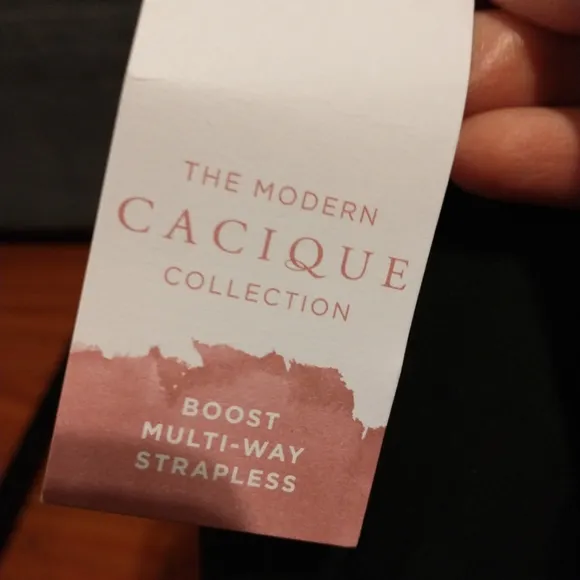 THE MODERN
CACIQUE
COLLECTION
BOOST
MULTI-WAY
STRAPLESS